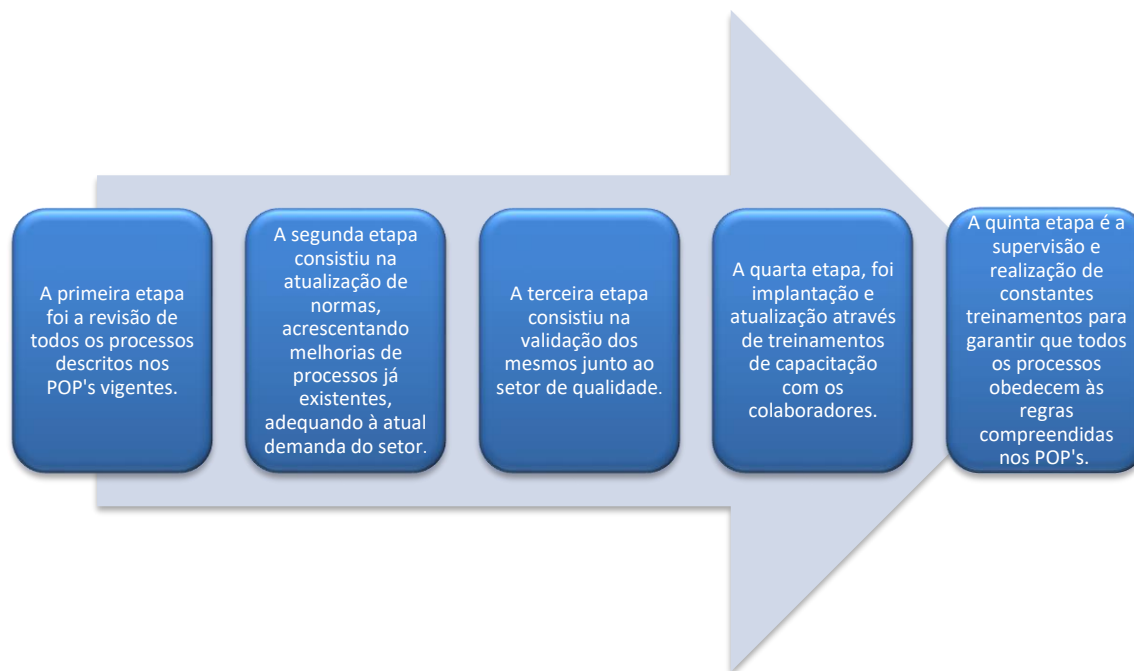 A primeira etapa
foi a revisão de
todos os processos
descritos nos
POP's vigentes.
A segunda etapa
consistiu na
atualização de
normas,
acrescentando
melhorias de
processos já
existentes,
adequando à atual
demanda do setor.
A terceira etapa
consistiu na
validação dos
mesmos junto ao
setor de qualidade.
A quarta etapa, foi
implantação e
atualização através
de treinamentos
de capacitação
com os
colaboradores.
A quinta etapa é a
supervisão e
realização de
constantes
treinamentos para
garantir que todos
os processos
obedecem às
regras
compreendidas
nos POP's.